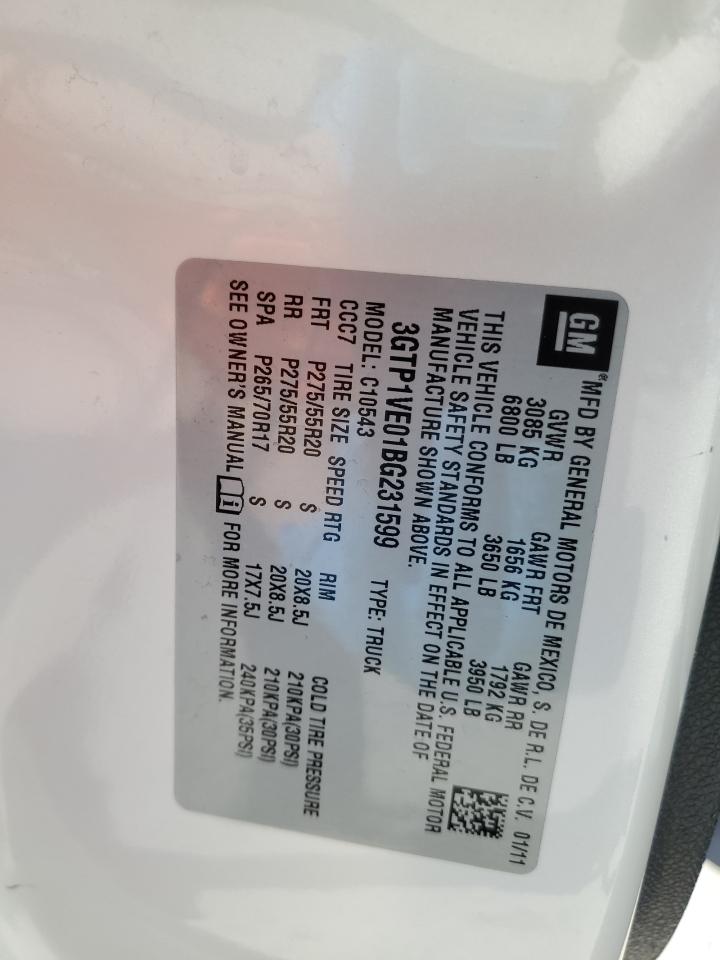 GM
® MFD BY GENERAL MOTORS DE MEXICO, S. DE R.L. DE C.V. 01/11
GVWR GAWR FRT GAWR RR
3085 KG 1656 KG 1792 KG
6800 LB 3650 LB 3950 LB
THIS VEHICLE CONFORMS TO ALL APPLICABLE U.S. FEDERAL MOTOR
VEHICLE SAFETY STANDARDS IN EFFECT ON THE DATE OF
MANUFACTURE SHOWN ABOVE.
3GTP1VE01BG231599 TYPE: TRUCK
MODEL: C10543
CCC7 TIRE SIZE SPEED RTG RIM COLD TIRE PRESSURE
FRT P275/55R20 S 20X8.5J 210KPA(30PSI)
RR P275/55R20 S 20X8.5J 210KPA(30PSI)
SPA P265/70R17 S 17X7.5J 240KPA(35PSI)
SEE OWNER'S MANUAL FOR MORE INFORMATION.